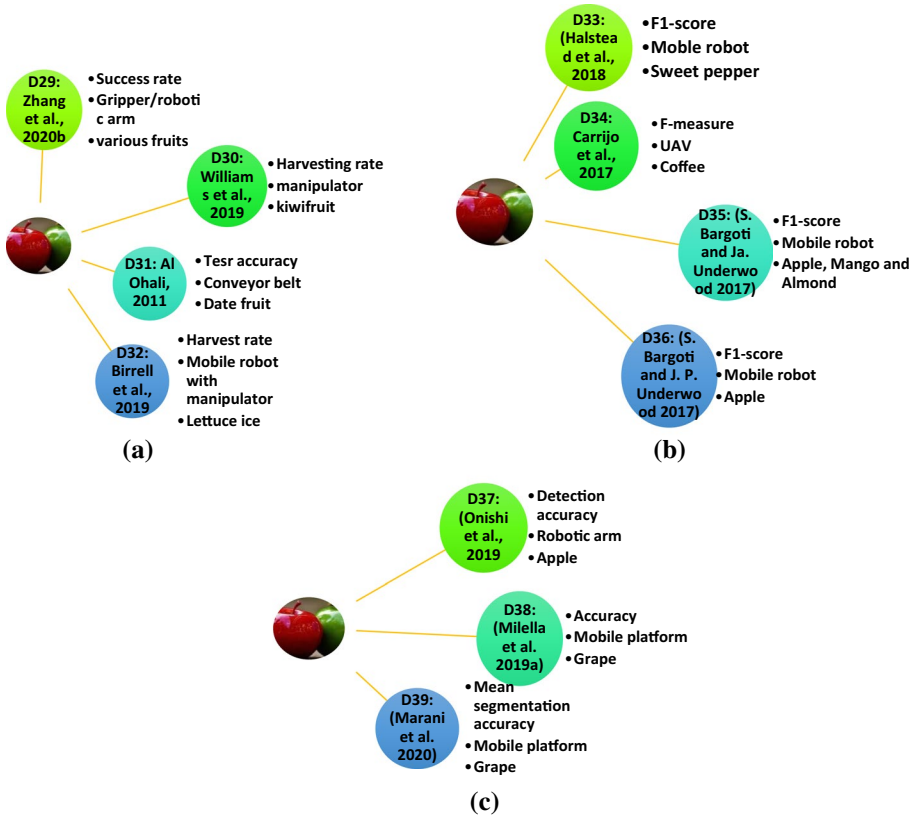 D29:
Zhang
et al.,
2020b
•Success rate
•Gripper/roboti
c arm
•various fruits
D30:
William
s et al.,
2019
•Harvesting rate
•manipulator
•kiwifruit
D31: Al
Ohali,
2011
•Tesr accuracy
•Conveyor belt
•Date fruit
D32:
Birrell
et al.,
2019
•Harvest rate
•Mobile robot
with
manipulator
•Lettuce ice
(a)
D33:
(Halstea
d et al.,
2018
•F1-score
•Moble robot
•Sweet pepper
D34:
Carrijo
et al.,
2017
•F-measure
•UAV
•Coffee
D35: (S.
Bargoti
and Ja.
Underwo
od 2017)
•F1-score
•Mobile robot
•Apple, Mango and
Almond
D36: (S.
Bargoti
and J. P.
Underwo
od 2017)
•F1-score
•Mobile robot
•Apple
(b)
D37:
(Onishi
et al.,
2019
•Detection
accuracy
•Robotic arm
•Apple
D38:
(Milella
et al.
2019a)
•Accuracy
•Mobile platform
•Grape
D39:
(Marani
et al.
2020)
•Mean
segmentation
accuracy
•Mobile platform
•Grape
(c)